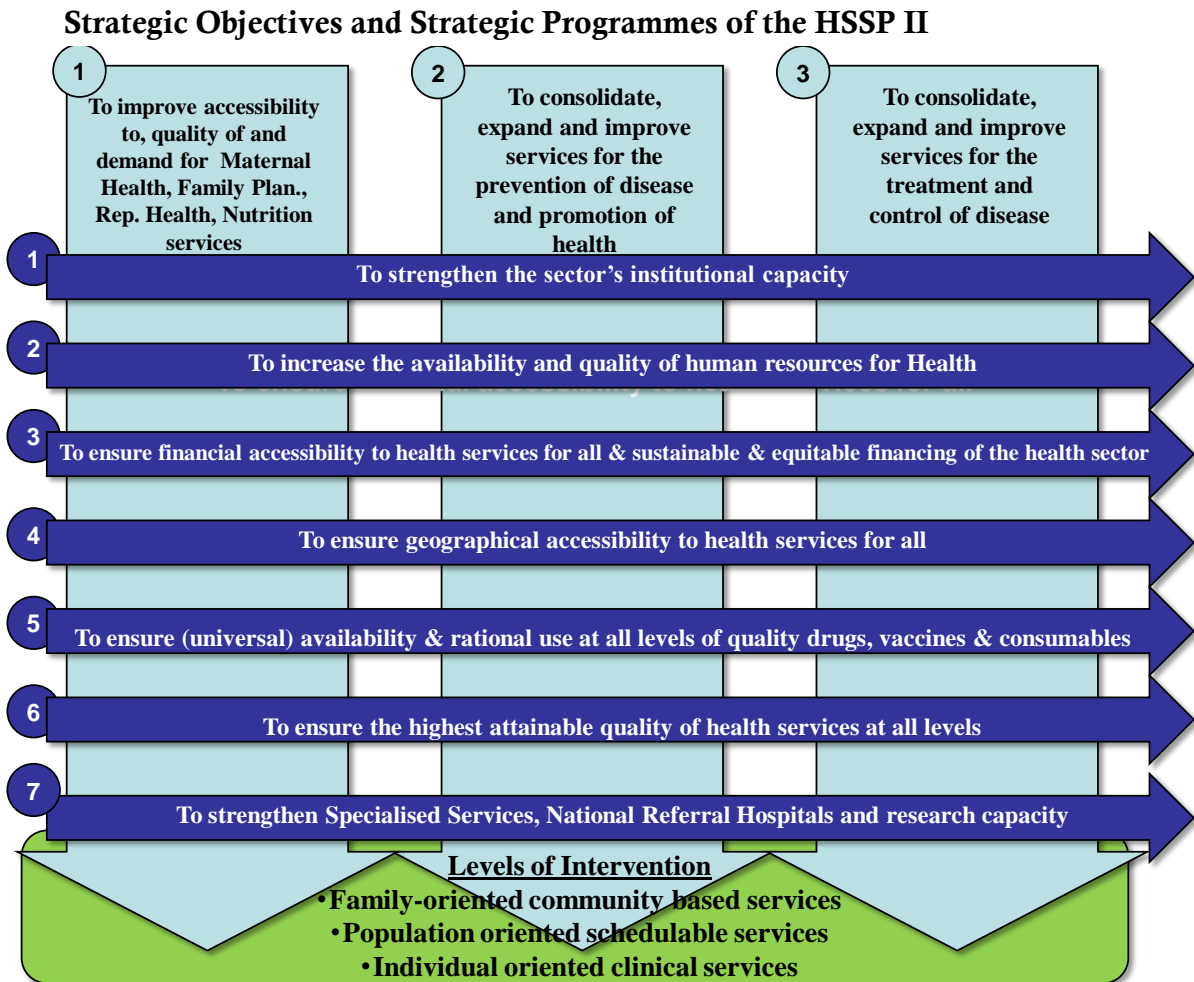 Strategic Objectives and Strategic Programmes of the HSSP II
1
To improve accessibility
to, quality of and
demand for Maternal
Health, Family Plan.,
Rep. Health, Nutrition
services
2
To consolidate,
expand and improve
services for the
prevention of disease
and promotion of
health
3
To consolidate,
expand and improve
services for the
treatment and
control of disease
1
To strengthen the sector's institutional capacity
2
To increase the availability and quality of human resources for Health
3
To ensure financial accessibility to health services for all & sustainable & equitable financing of the health sector
4
To ensure geographical accessibility to health services for all
5
To ensure (universal) availability & rational use at all levels of quality drugs, vaccines & consumables
6
To ensure the highest attainable quality of health services at all levels
7
To strengthen Specialised Services, National Referral Hospitals and research capacity
Levels of Intervention
•Family-oriented community based services
•Population oriented schedulable services
•Individual oriented clinical services